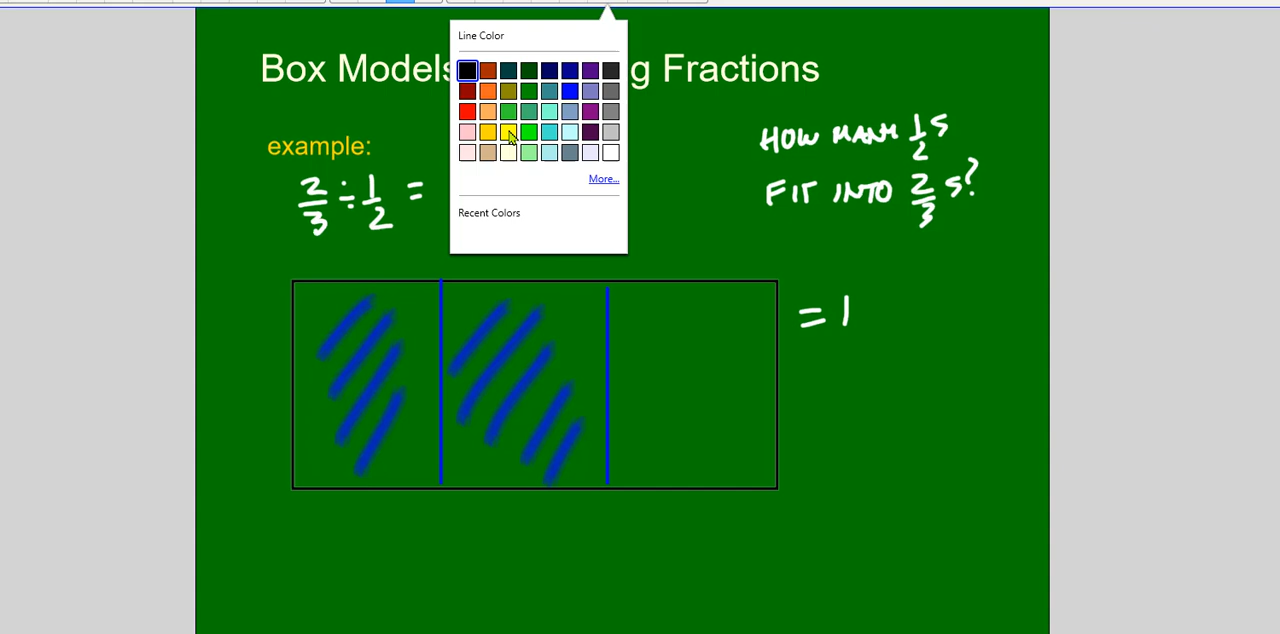 Line Color
Box Models g Fractions
More...
Recent Colors
example:
2/3 ÷ 1/2 =
HOW MANY 1/2 S
FIT INTO 2/3 S?
= 1